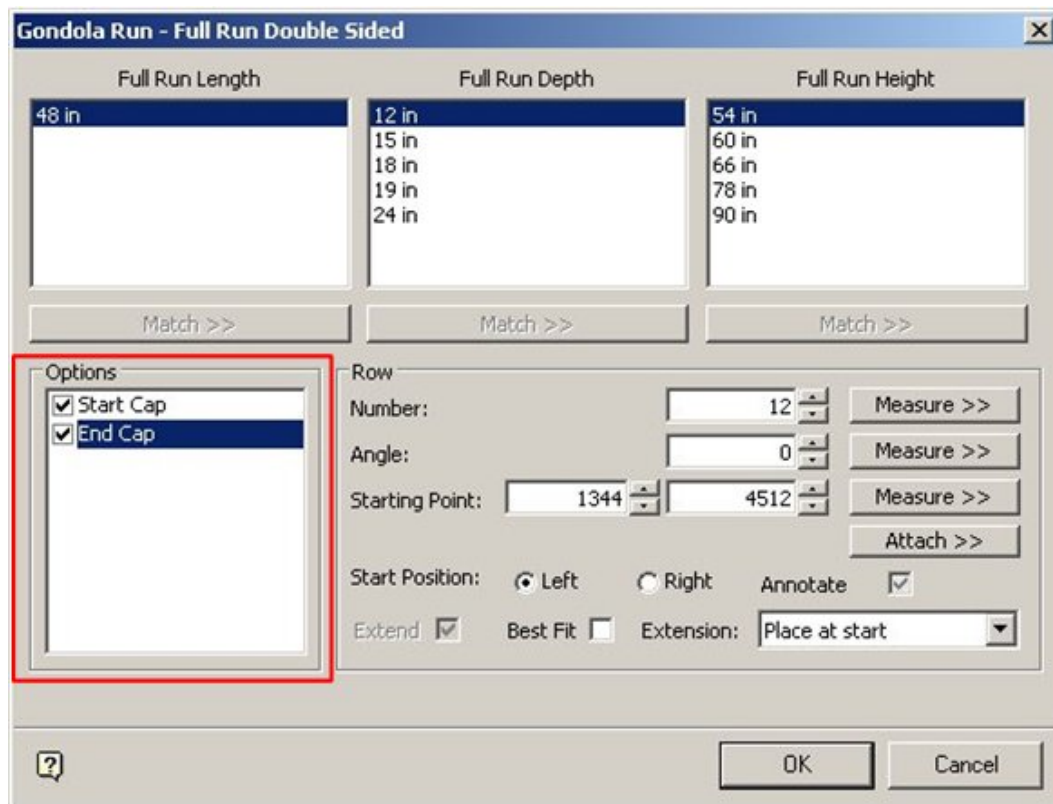 Gondola Run - Full Run Double Sided
Full Run Length Full Run Depth Full Run Height
48 in 12 in 54 in
15 in 60 in
18 in 66 in
19 in 78 in
24 in 90 in
Match >> Match >> Match >>
Options
Start Cap
End Cap
Row
Number: 12 Measure >>
Angle: 0 Measure >>
Starting Point: 1344 4512 Measure >>
Attach >>
Start Position: Left Right Annotate
Extend Best Fit Extension: Place at start
?
OK Cancel